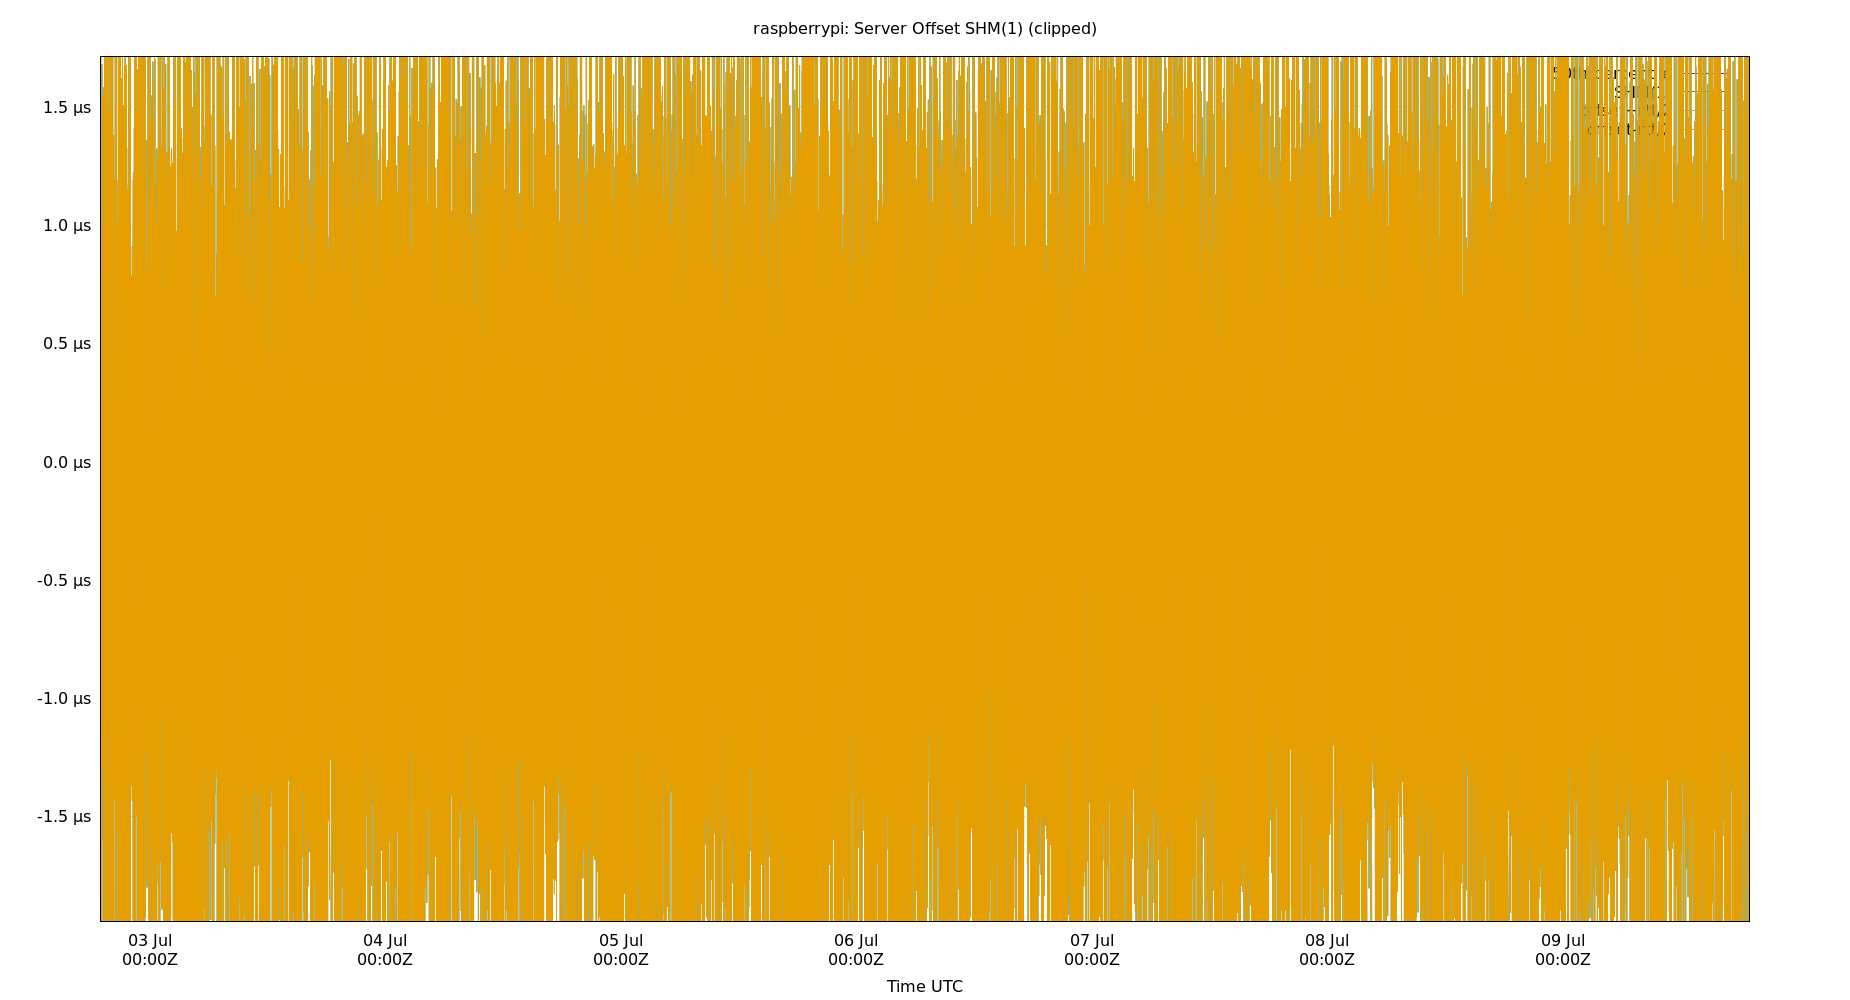 raspberrypi: Server Offset SHM(1) (clipped)
1.5 µs
1.0 µs
0.5 µs
0.0 µs
-0.5 µs
-1.0 µs
-1.5 µs
03 Jul 04 Jul 05 Jul 06 Jul 07 Jul 08 Jul 09 Jul
00:00Z 00:00Z 00:00Z 00:00Z 00:00Z 00:00Z 00:00Z
Time UTC